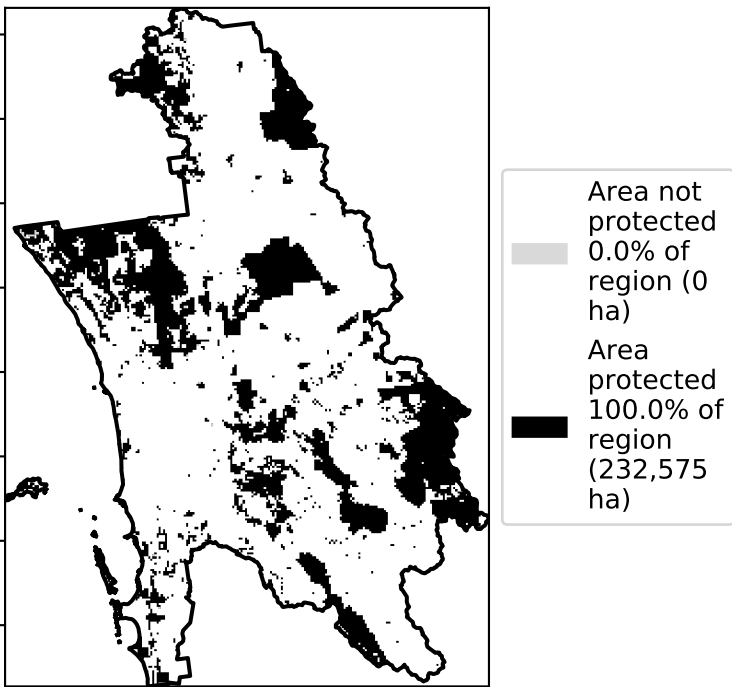 Area not
protected
0.0% of
region (0
ha)
Area
protected
100.0% of
region
(232,575
ha)